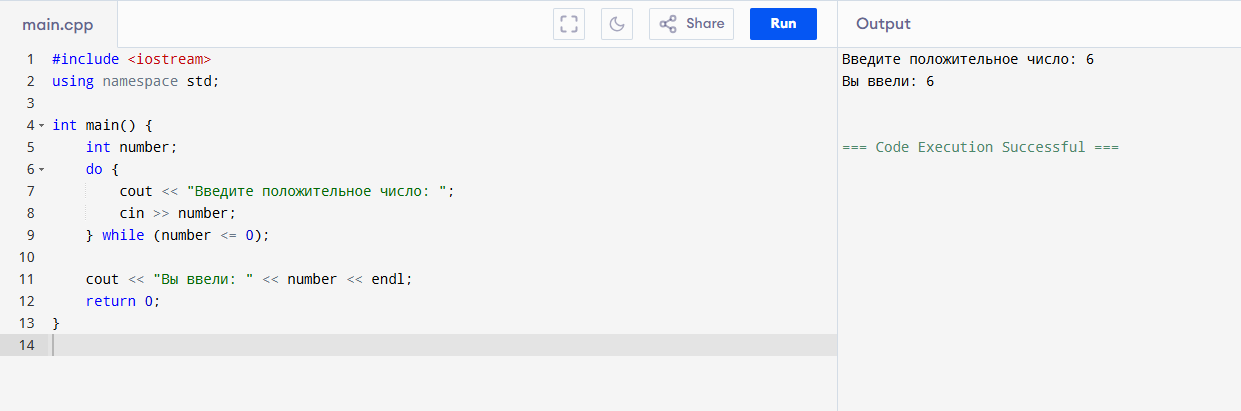 main.cpp
Share
Run
Output
1 #include <iostream>
2 using namespace std;
3
4 int main() {
5     int number;
6     do {
7         cout << "Введите положительное число: ";
8         cin >> number;
9     } while (number <= 0);
10
11     cout << "Вы ввели: " << number << endl;
12     return 0;
13 }
14
Введите положительное число: 6
Вы ввели: 6
=== Code Execution Successful ===